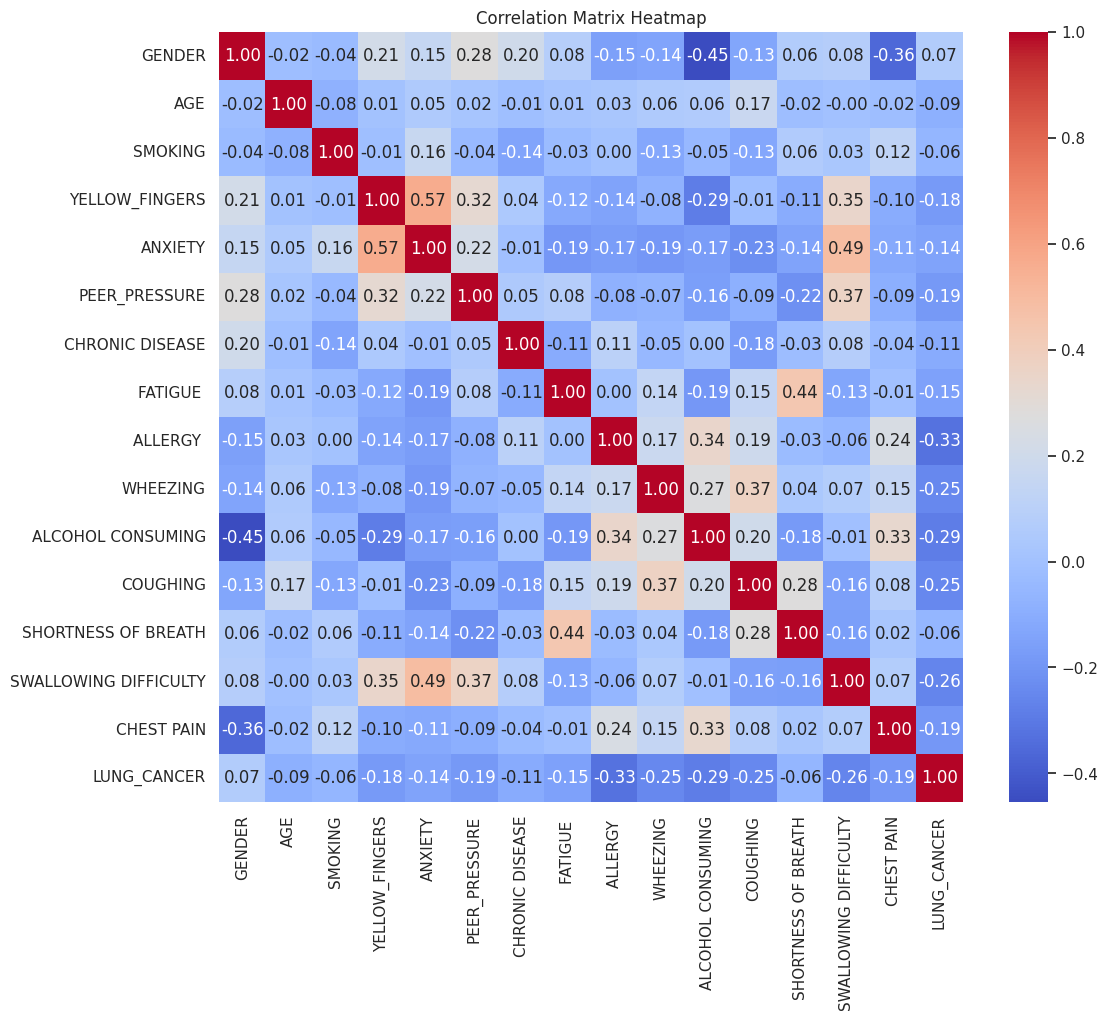 Correlation Matrix Heatmap
GENDER 1.00 -0.02 -0.04 0.21 0.15 0.28 0.20 0.08 -0.15 -0.14 -0.45 -0.13 0.06 0.08 -0.36 0.07
AGE -0.02 1.00 -0.08 0.01 0.05 0.02 -0.01 0.01 0.03 0.06 0.06 0.17 -0.02 -0.00 -0.02 -0.09
SMOKING -0.04 -0.08 1.00 -0.01 0.16 -0.04 -0.14 -0.03 0.00 -0.13 -0.05 -0.13 0.06 0.03 0.12 -0.06
YELLOW_FINGERS 0.21 0.01 -0.01 1.00 0.57 0.32 0.04 -0.12 -0.14 -0.08 -0.29 -0.01 -0.11 0.35 -0.10 -0.18
ANXIETY 0.15 0.05 0.16 0.57 1.00 0.22 -0.01 -0.19 -0.17 -0.19 -0.17 -0.23 -0.14 0.49 -0.11 -0.14
PEER_PRESSURE 0.28 0.02 -0.04 0.32 0.22 1.00 0.05 0.08 -0.08 -0.07 -0.16 -0.09 -0.22 0.37 -0.09 -0.19
CHRONIC DISEASE 0.20 -0.01 -0.14 0.04 -0.01 0.05 1.00 -0.11 0.11 -0.05 0.00 -0.18 -0.03 0.08 -0.04 -0.11
FATIGUE 0.08 0.01 -0.03 -0.12 -0.19 0.08 -0.11 1.00 0.00 0.14 -0.19 0.15 0.44 -0.13 -0.01 -0.15
ALLERGY -0.15 0.03 0.00 -0.14 -0.17 -0.08 0.11 0.00 1.00 0.17 0.34 0.19 -0.03 -0.06 0.24 -0.33
WHEEZING -0.14 0.06 -0.13 -0.08 -0.19 -0.07 -0.05 0.14 0.17 1.00 0.27 0.37 0.04 0.07 0.15 -0.25
ALCOHOL CONSUMING -0.45 0.06 -0.05 -0.29 -0.17 -0.16 0.00 -0.19 0.34 0.27 1.00 0.20 -0.18 -0.01 0.33 -0.29
COUGHING -0.13 0.17 -0.13 -0.01 -0.23 -0.09 -0.18 0.15 0.19 0.37 0.20 1.00 0.28 -0.16 0.08 -0.25
SHORTNESS OF BREATH 0.06 -0.02 0.06 -0.11 -0.14 -0.22 -0.03 0.44 -0.03 0.04 -0.18 0.28 1.00 -0.16 0.02 -0.06
SWALLOWING DIFFICULTY 0.08 -0.00 0.03 0.35 0.49 0.37 0.08 -0.13 -0.06 0.07 -0.01 -0.16 -0.16 1.00 0.07 -0.26
CHEST PAIN -0.36 -0.02 0.12 -0.10 -0.11 -0.09 -0.04 -0.01 0.24 0.15 0.33 0.08 0.02 0.07 1.00 -0.19
LUNG_CANCER 0.07 -0.09 -0.06 -0.18 -0.14 -0.19 -0.11 -0.15 -0.33 -0.25 -0.29 -0.25 -0.06 -0.26 -0.19 1.00
GENDER
AGE
SMOKING
YELLOW_FINGERS
ANXIETY
PEER_PRESSURE
CHRONIC DISEASE
FATIGUE
ALLERGY
WHEEZING
ALCOHOL CONSUMING
COUGHING
SHORTNESS OF BREATH
SWALLOWING DIFFICULTY
CHEST PAIN
LUNG_CANCER
1.0
0.8
0.6
0.4
0.2
0.0
−0.2
−0.4